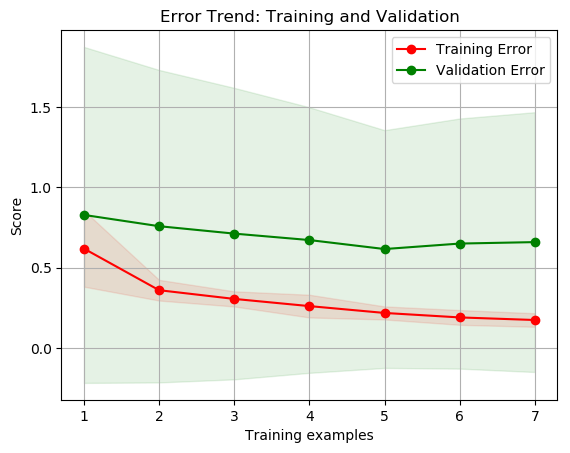 Error Trend: Training and Validation
Training Error
Validation Error
Score
1.5
1.0
0.5
0.0
1 2 3 4 5 6 7
Training examples